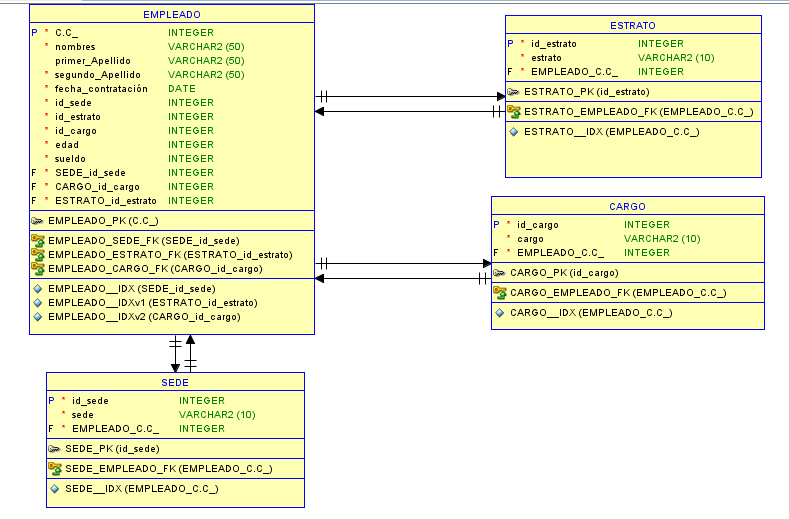 EMPLEADO
P * C.C_ INTEGER
* nombres VARCHAR2 (50)
primer_Apellido VARCHAR2 (50)
* segundo_Apellido VARCHAR2 (50)
* fecha_contratación DATE
* id_sede INTEGER
* id_estrato INTEGER
* id_cargo INTEGER
* edad INTEGER
* sueldo INTEGER
F * SEDE_id_sede INTEGER
F * CARGO_id_cargo INTEGER
F * ESTRATO_id_estrato INTEGER
EMPLEADO_PK (C.C_)
EMPLEADO_SEDE_FK (SEDE_id_sede)
EMPLEADO_ESTRATO_FK (ESTRATO_id_estrato)
EMPLEADO_CARGO_FK (CARGO_id_cargo)
EMPLEADO__IDX (SEDE_id_sede)
EMPLEADO__IDXv1 (ESTRATO_id_estrato)
EMPLEADO__IDXv2 (CARGO_id_cargo)
ESTRATO
P * id_estrato INTEGER
* estrato VARCHAR2 (10)
F * EMPLEADO_C.C_ INTEGER
ESTRATO_PK (id_estrato)
ESTRATO_EMPLEADO_FK (EMPLEADO_C.C_)
ESTRATO__IDX (EMPLEADO_C.C_)
CARGO
P * id_cargo INTEGER
* cargo VARCHAR2 (10)
F * EMPLEADO_C.C_ INTEGER
CARGO_PK (id_cargo)
CARGO_EMPLEADO_FK (EMPLEADO_C.C_)
CARGO__IDX (EMPLEADO_C.C_)
SEDE
P * id_sede INTEGER
* sede VARCHAR2 (10)
F * EMPLEADO_C.C_ INTEGER
SEDE_PK (id_sede)
SEDE_EMPLEADO_FK (EMPLEADO_C.C_)
SEDE__IDX (EMPLEADO_C.C_)